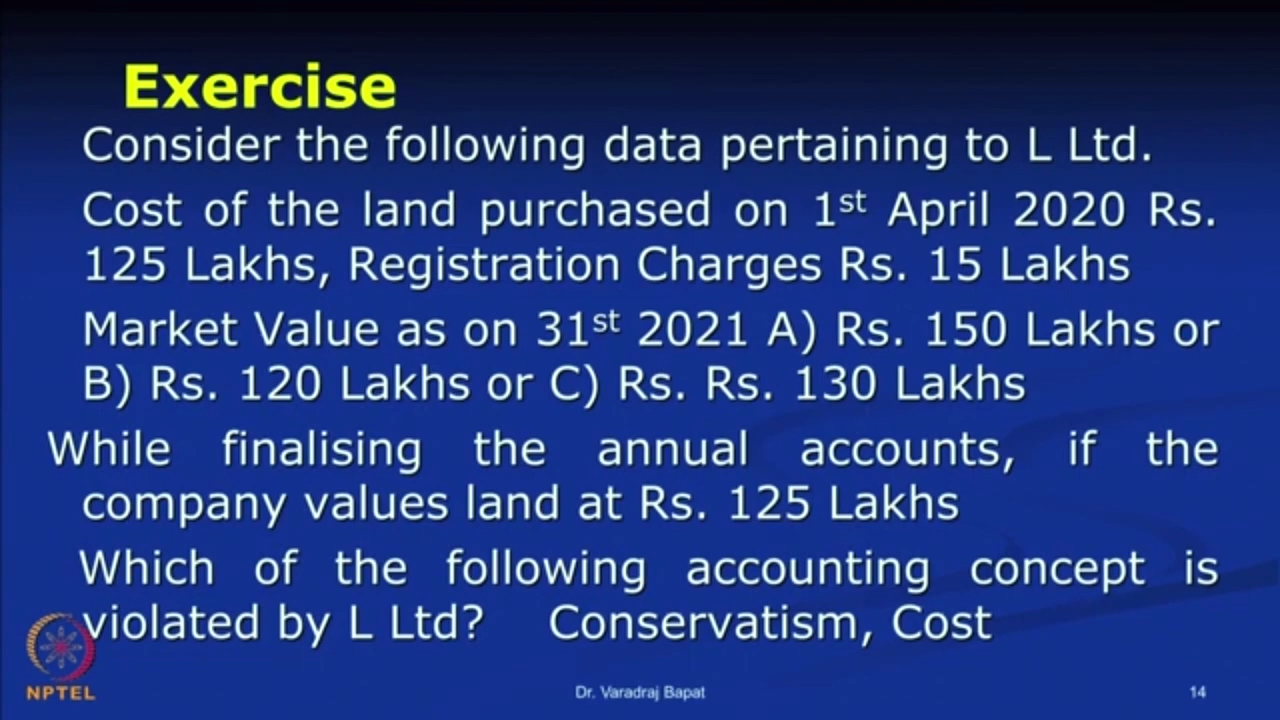 Exercise
Consider the following data pertaining to L Ltd.
Cost of the land purchased on 1st April 2020 Rs.
125 Lakhs, Registration Charges Rs. 15 Lakhs
Market Value as on 31st 2021 A) Rs. 150 Lakhs or
B) Rs. 120 Lakhs or C) Rs. Rs. 130 Lakhs
While finalising the annual accounts, if the
company values land at Rs. 125 Lakhs
Which of the following accounting concept is
violated by L Ltd? Conservatism, Cost
NPTEL
Dr. Varadraj Bapat
14